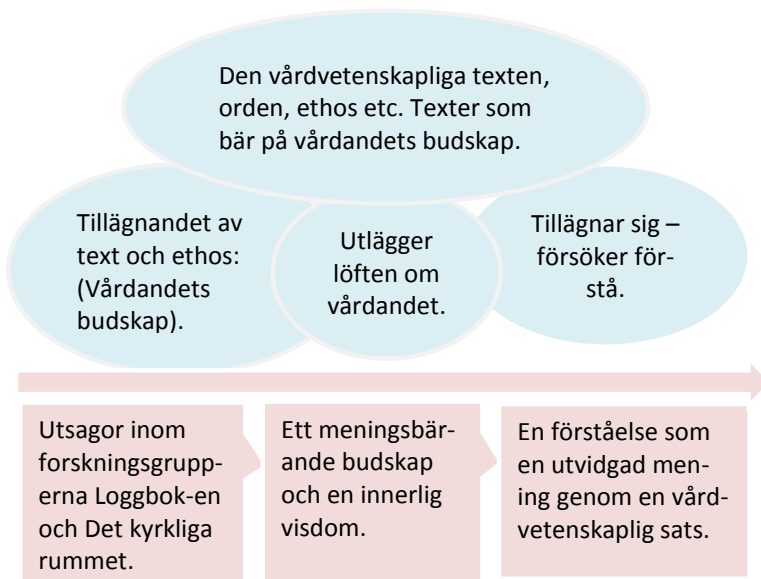 Den vårdvetenskapliga texten,
orden, ethos etc. Texter som
bär på vårdandets budskap.
Tillägnandet av
text och ethos:
(Vårdandets
budskap).
Utlägger
löften om
vårdandet.
Tillägnar sig –
försöker för-
stå.
Utsagor inom
forskningsgrupp-
erna Loggbok-en
och Det kyrkliga
rummet.
Ett meningsbär-
ande budskap
och en innerlig
visdom.
En förståelse som
en utvidgad men-
ing genom en vård-
vetenskaplig sats.